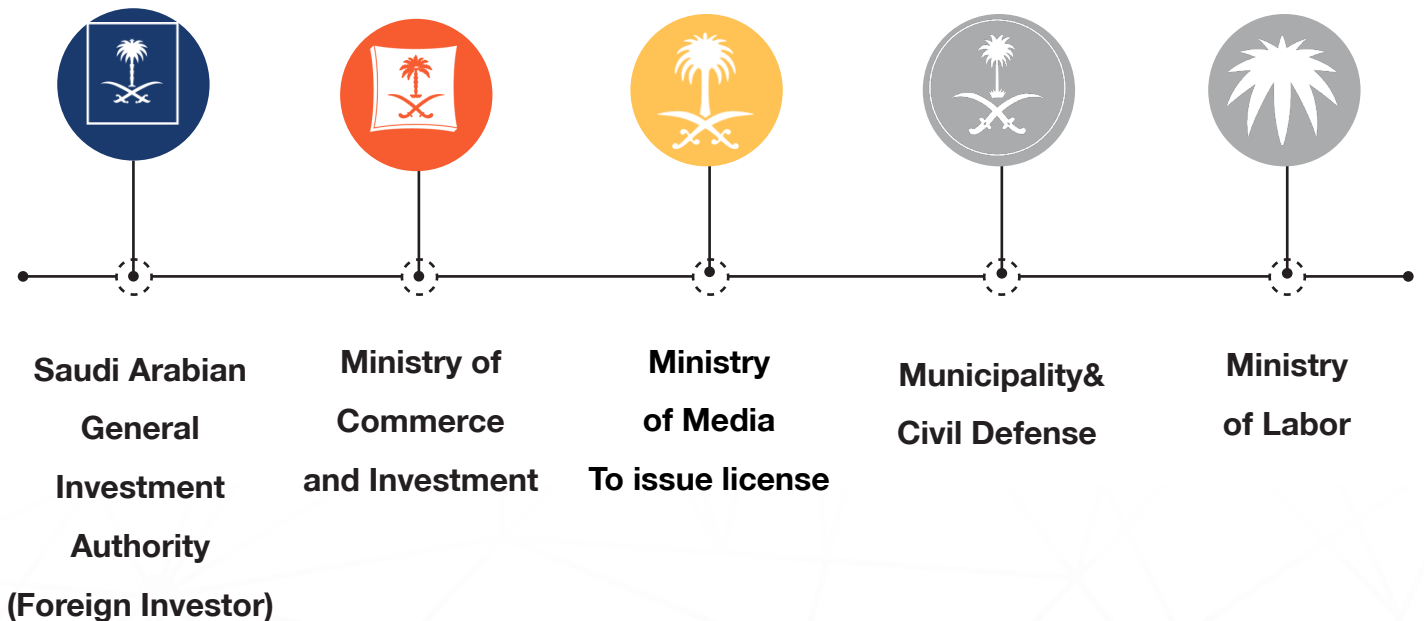 Saudi Arabian
General
Investment
Authority
(Foreign Investor)
Ministry of
Commerce
and Investment
Ministry
of Media
To issue license
Municipality&
Civil Defense
Ministry
of Labor